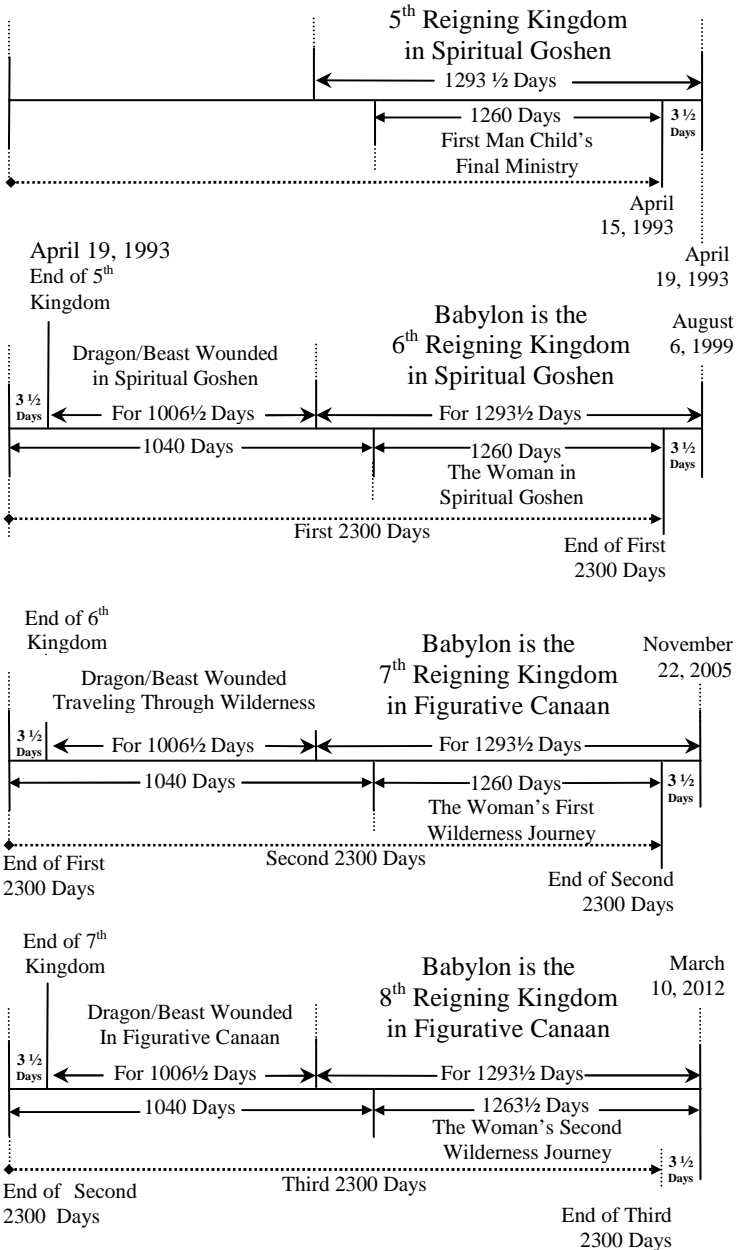 5th Reigning Kingdom
in Spiritual Goshen
1293 ½ Days
1260 Days
First Man Child's
Final Ministry
3 ½
Days
April
15, 1993
April
19, 1993
April 19, 1993
End of 5th
Kingdom
Babylon is the
6th Reigning Kingdom
in Spiritual Goshen
August
6, 1999
Dragon/Beast Wounded
in Spiritual Goshen
3 ½
Days
For 1006½ Days
For 1293½ Days
1040 Days
1260 Days
The Woman in
Spiritual Goshen
3 ½
Days
First 2300 Days
End of First
2300 Days
End of 6th
Kingdom
Babylon is the
7th Reigning Kingdom
in Figurative Canaan
November
22, 2005
Dragon/Beast Wounded
Traveling Through Wilderness
3 ½
Days
For 1006½ Days
For 1293½ Days
1040 Days
1260 Days
The Woman's First
Wilderness Journey
3 ½
Days
Second 2300 Days
End of First
2300 Days
End of Second
2300 Days
End of 7th
Kingdom
Babylon is the
8th Reigning Kingdom
in Figurative Canaan
March
10, 2012
Dragon/Beast Wounded
In Figurative Canaan
3 ½
Days
For 1006½ Days
For 1293½ Days
1040 Days
1263½ Days
The Woman's Second
Wilderness Journey
3 ½
Days
Third 2300 Days
End of Second
2300 Days
End of Third
2300 Days